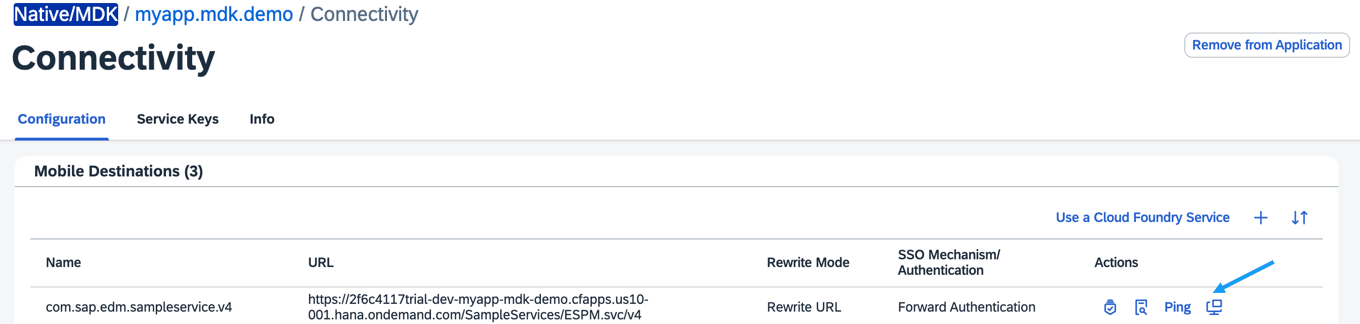 Native/MDK / myapp.mdk.demo / Connectivity
Connectivity
Remove from Application
Configuration Service Keys Info
Mobile Destinations (3)
Use a Cloud Foundry Service
Name URL Rewrite Mode SSO Mechanism/ Actions
Authentication
com.sap.edm.sampleservice.v4 https://2f6c4117trial-dev-myapp-mdk-demo.cfapps.us10- Rewrite URL Forward Authentication Ping
001.hana.ondemand.com/SampleServices/ESPM.svc/v4